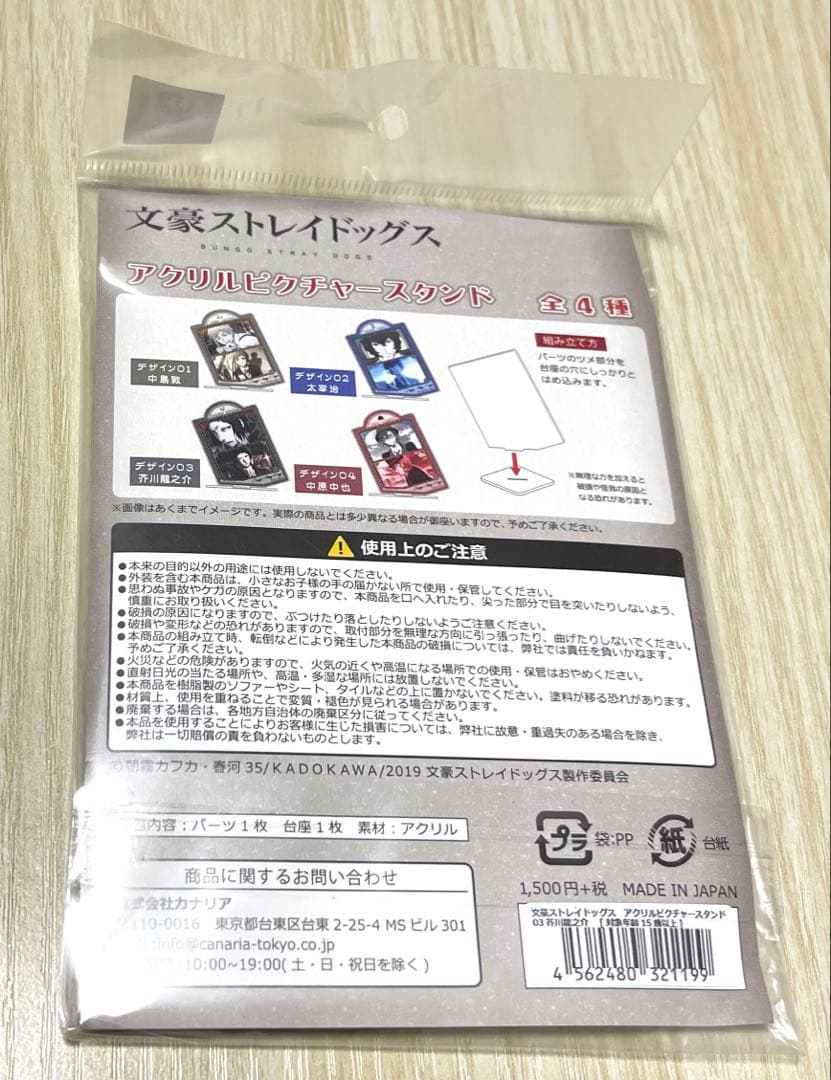 文豪ストレイドッグス
BUNGO STRAY DOGS
アクリルピクチャースタンド 全4種
デザイン01
中島敦
デザイン02
太宰治
デザイン03
芥川龍之介
デザイン04
中原中也
組み立て方
パーツのツメ部分を
台座の穴にしっかりと
はめ込みます。
※無理な力を加えると
破損や怪我の原因と
なる恐れがあります。
※画像はあくまでイメージです。実際の商品とは多少異なる場合が御座いますので、予めご了承ください。
使用上のご注意
●本来の目的以外の用途には使用しないでください。
●外装を含む本商品は、小さなお子様の手の届かない所で使用・保管してください。
●思わぬ事故やケガの原因となりますので、本商品を口へ入れたり、尖った部分で目を突いたりしないよう、
慎重にお取り扱いください。
●破損の原因になりますので、ぶつけたり落としたりしないようご注意ください。
●破損や変形などの恐れがありますので、取付部分を無理な方向に引っ張ったり、曲げたりしないでください。
●本商品の組み立て時、転倒などにより発生した本商品の破損については、弊社では責任を負いかねます。
予めご了承ください。
●火災などの危険がありますので、火気の近くや高温になる場所での使用・保管はおやめください。
●直射日光の当たる場所や、高温・多湿な場所には放置しないでください。
●本商品を樹脂製のソファーやシート、タイルなどの上に置かないでください。塗料が移る恐れがあります。
●材質上、使用を重ねることで変質・褪色が見られる場合があります。
●廃棄する場合は、各地方自治体の廃棄区分に従ってください。
●本品を使用することによりお客様に生じた損害については、弊社に故意・重過失のある場合を除き、
弊社は一切賠償の責を負わないものとします。
朝霧カフカ・春河35/KADOKAWA/2019 文豪ストレイドッグス製作委員会
内容：パーツ1枚 台座1枚 素材：アクリル
プラ 袋:PP 紙 台紙
商品に関するお問い合わせ
式会社カナリア
110-0016 東京都台東区台東 2-25-4 MS ビル 301
info@canaria-tokyo.co.jp
:10:00~19:00(土・日・祝日を除く)
1,500円+税 MADE IN JAPAN
文豪ストレイドッグス アクリルピクチャースタンド
03 芥川龍之介 [対象年齢15歳以上]
4 562480 321199